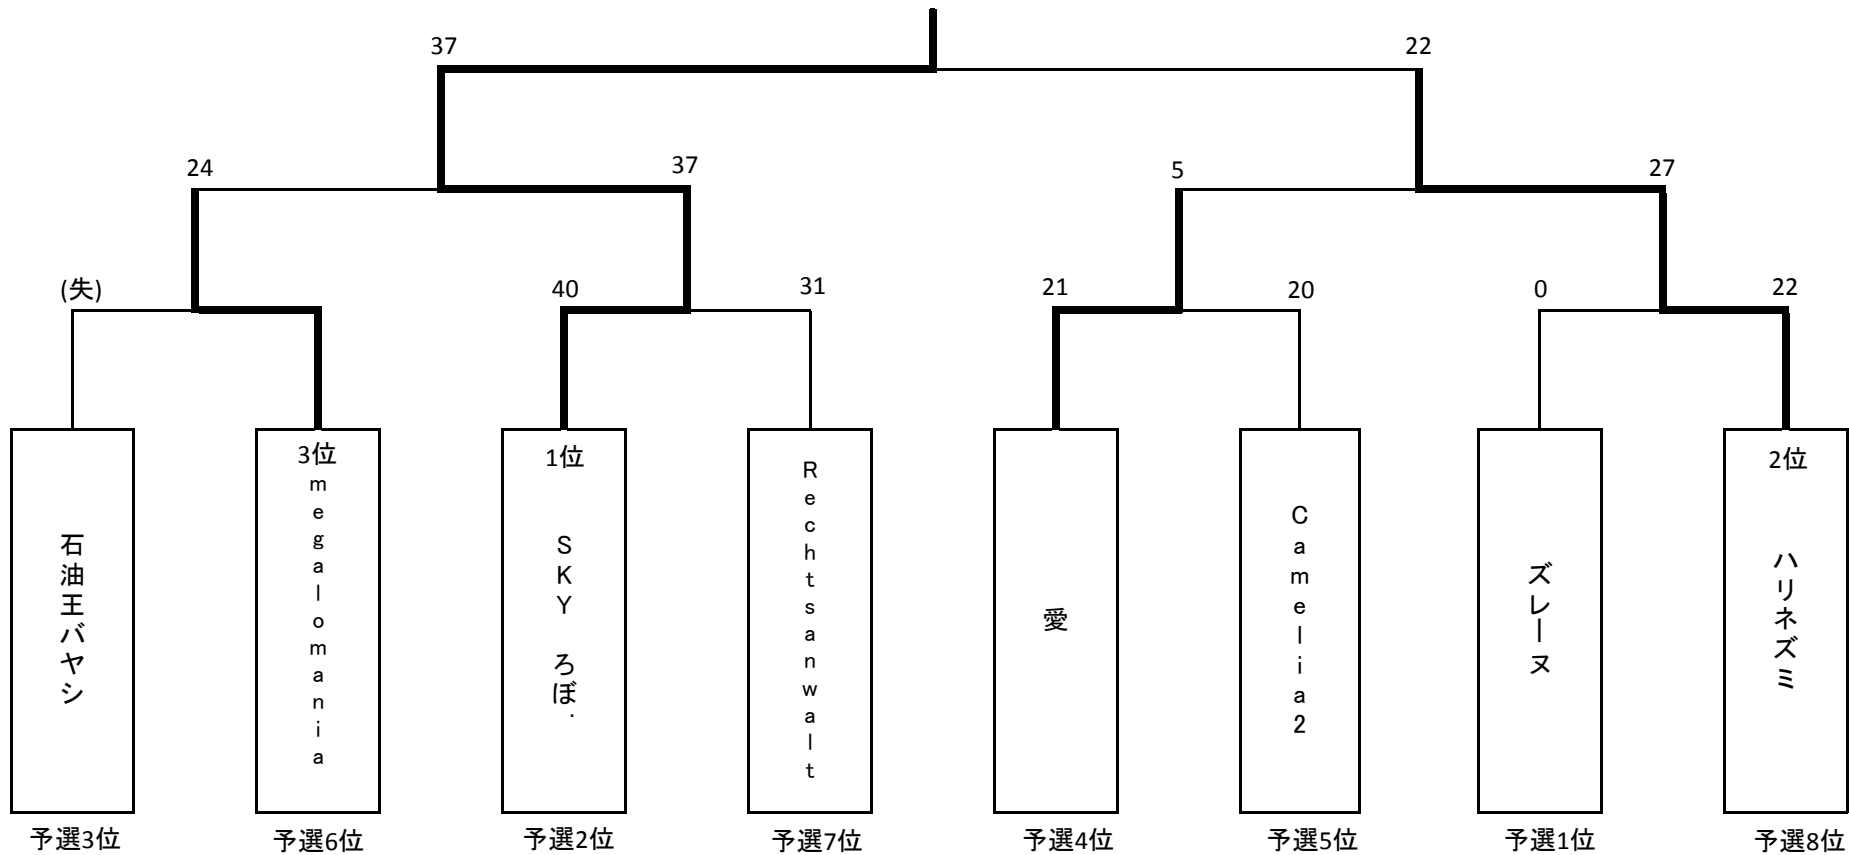 37
22
24
37
5
27
(失)
40
31
21
20
0
22
石油王バヤシ
3位
megalomania
1位
SKY ろぼ.
Rechtsanwalt
愛
Camelia2
ズレーヌ
2位
ハリネズミ
予選3位
予選6位
予選2位
予選7位
予選4位
予選5位
予選1位
予選8位